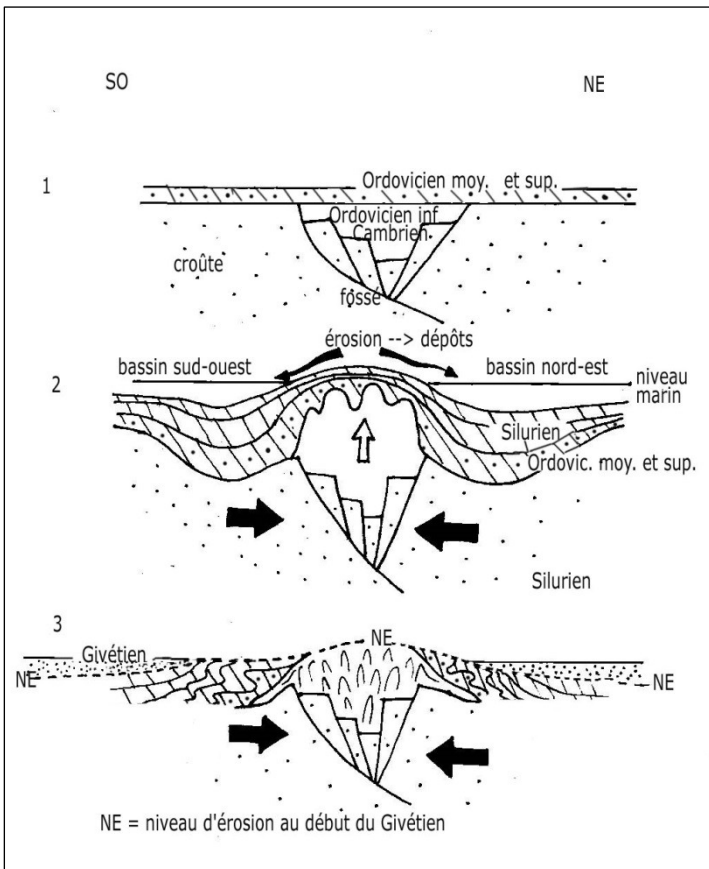 SO NE
1
Ordovicien moy. et sup.
Ordovicien inf
Cambrien
croûte
fossé
érosion --> dépôts
bassin sud-ouest bassin nord-est
niveau
marin
2
Silurien
Ordovic. moy. et sup.
Silurien
3
NE
Givétien
NE NE
NE = niveau d'érosion au début du Givétien